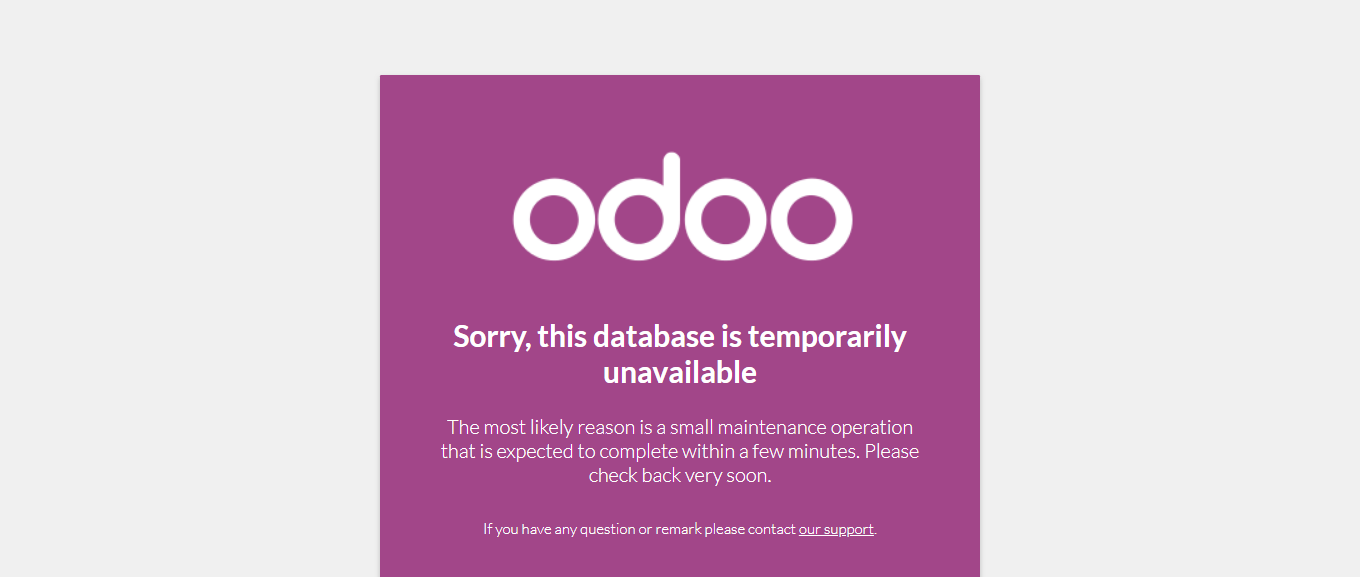 odoo
Sorry, this database is temporarily
unavailable
The most likely reason is a small maintenance operation
that is expected to complete within a few minutes. Please
check back very soon.
If you have any question or remark please contact our support.